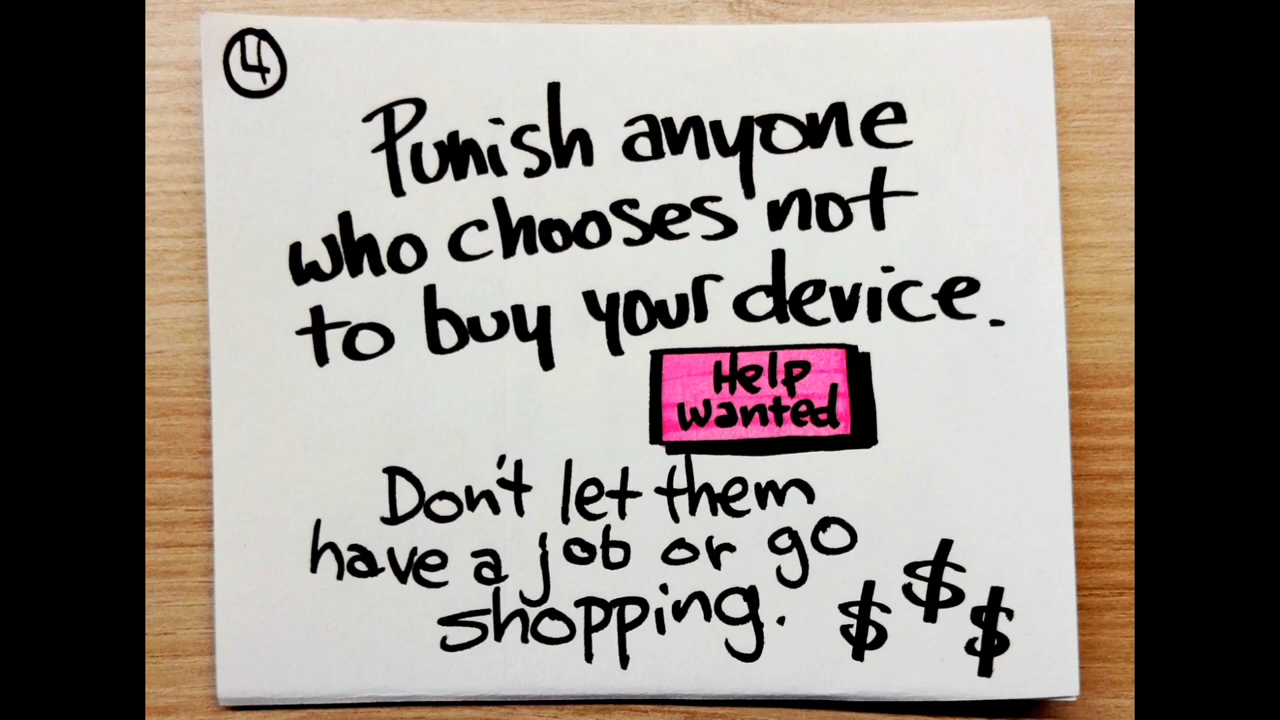 4
Punish anyone
who chooses not
to buy your device.
Help
wanted
Don't let them
have a job or go
shopping.
$ $ $